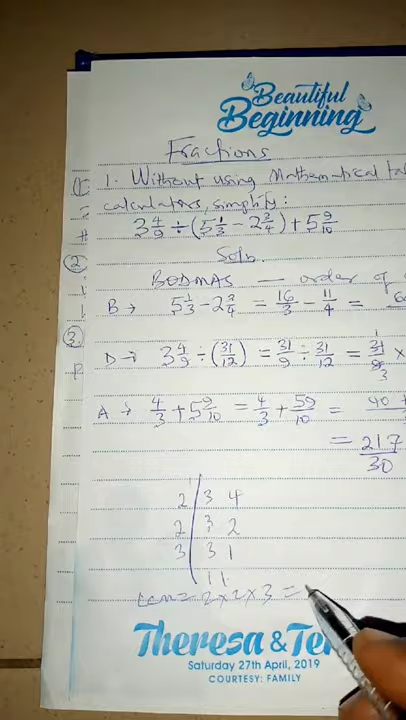 Beautiful
Beginning
Fractions
1. Without using Mathematical
calculators, simplify:
3 4/9 ÷ (5 1/3 - 2 3/4) + 5 9/10
Soln.
BODMAS — order of
B → 5 1/3 - 2 3/4 = 16/3 - 11/4 =
D → 3 4/9 ÷ (31/12) = 31/9 ÷ 31/12 = 31/9 ×
A → 4/3 + 5 9/10 = 4/3 + 59/10 = 40
= 217/30
2 3 4
2 3 2
3 3 1
1 1
LCM = 2 × 2 × 3 =
Theresa &
Saturday 27th April, 2019
COURTESY: FAMILY